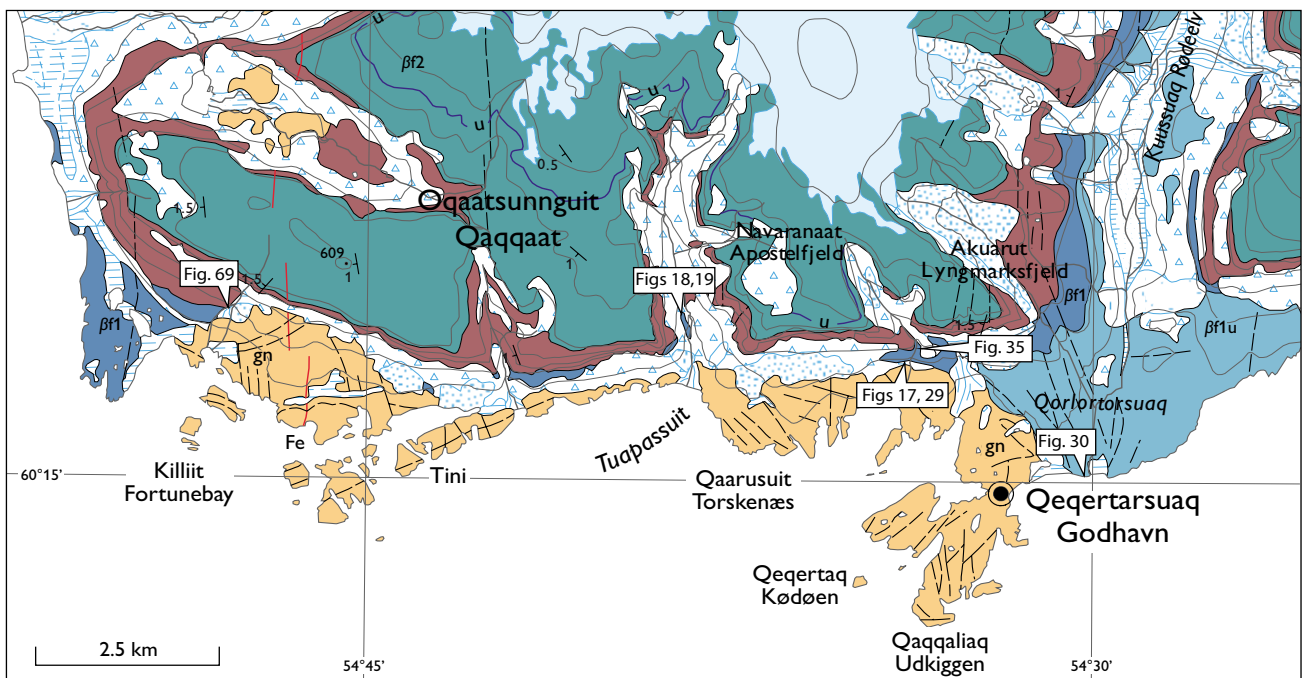 u
βf2
u
u
Kuussuaq Rødeelv
1
0.5
Oqaatsunnguit
Qaqqaat
1.5
Navaranaat
Apostelfjeld
Akuarut
Lyngmarksfjeld
609
1
1
Fig. 69
1.5
Figs 18,19
βf1
βf1
u
1.5
βf1u
gn
1
Fig. 35
Figs 17, 29
Qorlortorsuaq
Fe
Tuapassuit
Fig. 30
gn
60°15'
Killiit
Fortunebay
Tini
Qaarusuit
Torskenæs
Qeqertarsuaq
Godhavn
Qeqertaq
Kødøen
Qaqqaliaq
Udkiggen
2.5 km
54°45'
54°30'